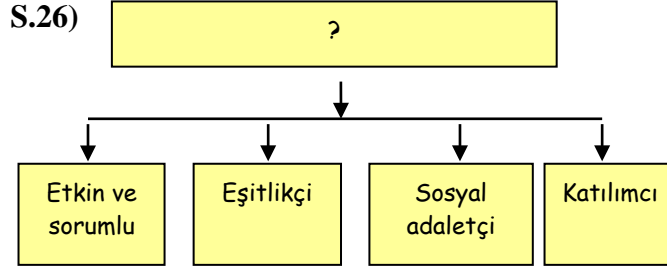 S.26)
?
Etkin ve
sorumlu
Eşitlikçi
Sosyal
adaletçi
Katılımcı